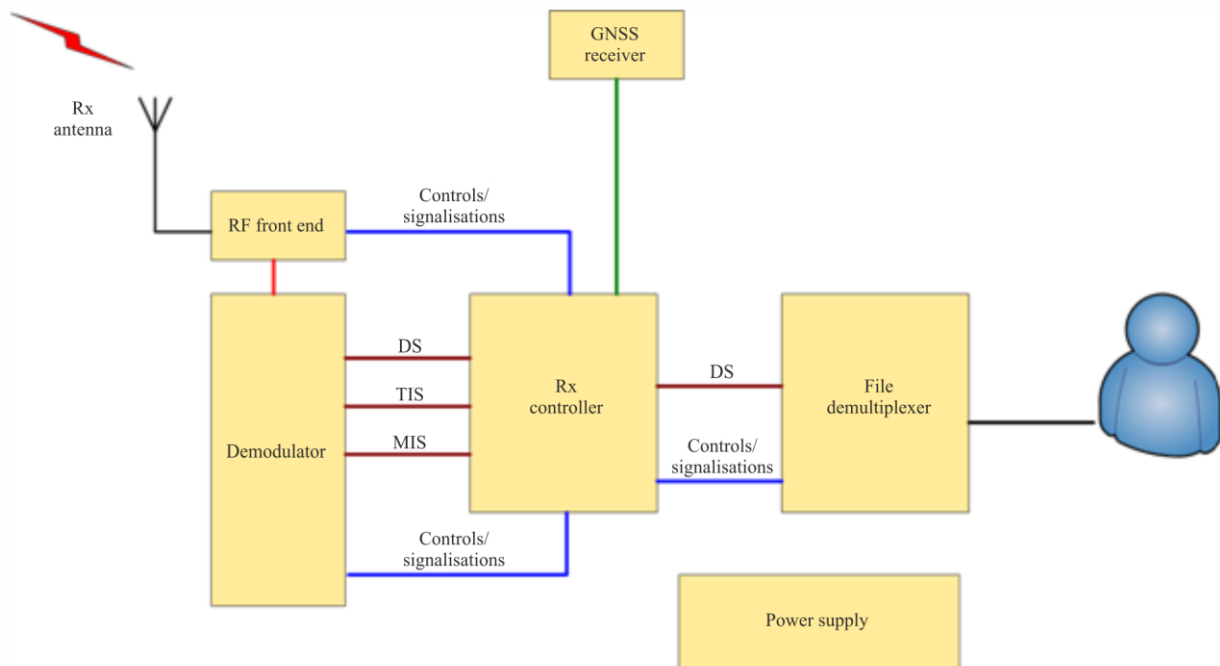 GNSS
receiver
Rx
antenna
Controls/
signalisations
RF front end
DS
TIS
MIS
Demodulator
Rx
controller
DS
Controls/
signalisations
File
demultiplexer
Controls/
signalisations
Power supply